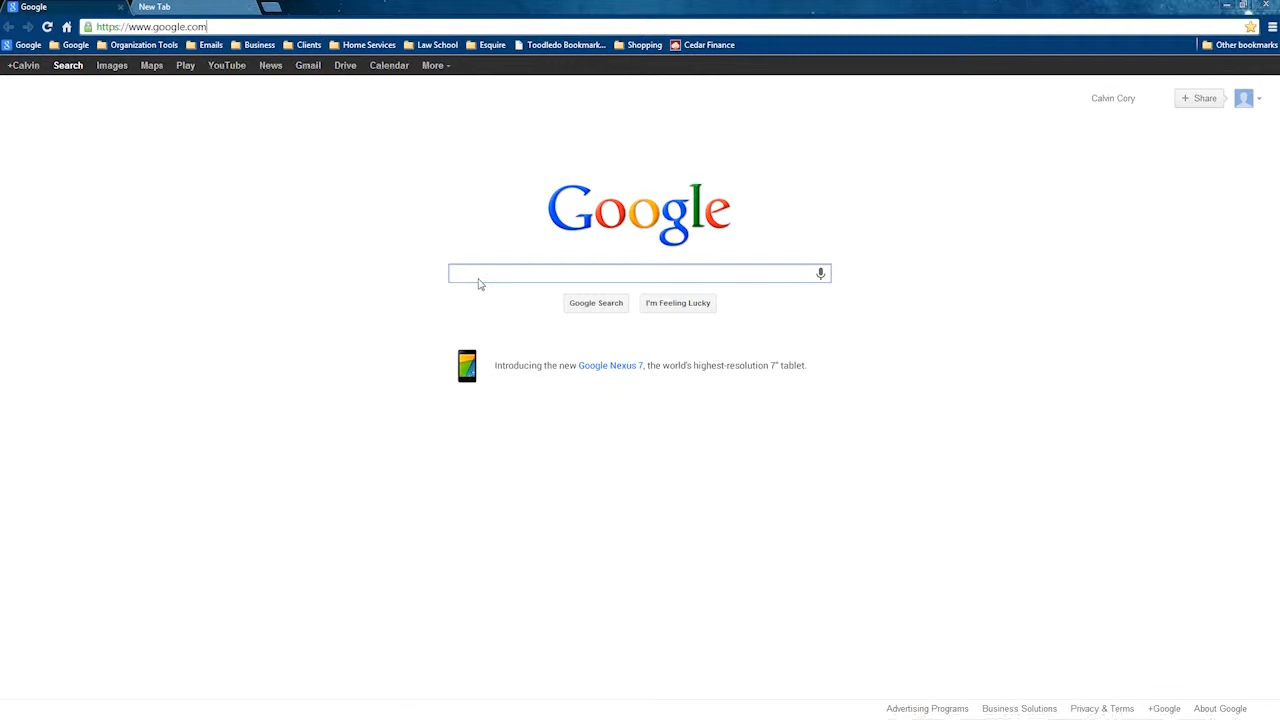 Google
New Tab
https://www.google.com
Google Google Organization Tools Emails Business Clients Home Services Law School Esquire Toodledo Bookmark... Shopping Cedar Finance Other bookmarks
+Calvin Search Images Maps Play YouTube News Gmail Drive Calendar More
Calvin Cory + Share
Google
Google Search I'm Feeling Lucky
Introducing the new Google Nexus 7, the world's highest-resolution 7" tablet.
Advertising Programs Business Solutions Privacy & Terms +Google About Google